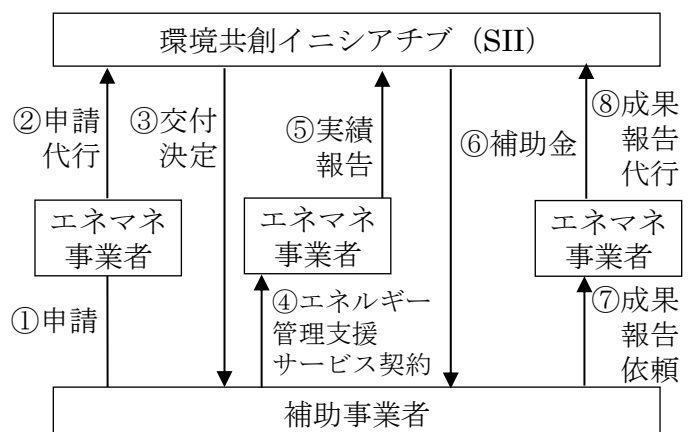 環境共創イニシアチブ（SII）
②申請
代行
③交付
決定
⑤実績
報告
⑥補助金
⑧成果
報告
代行
エネマネ
事業者
エネマネ
事業者
エネマネ
事業者
①申請
④エネルギー
管理支援
サービス契約
⑦成果
報告
依頼
補助事業者